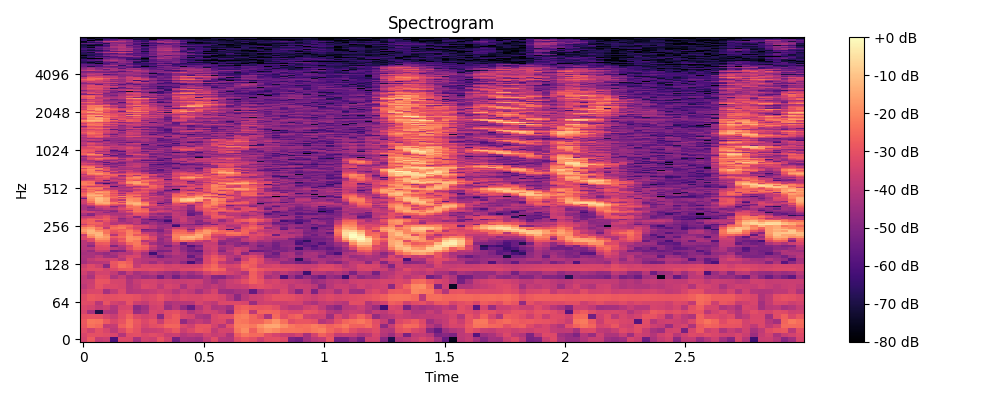 Spectrogram
Hz
4096
2048
1024
512
256
128
64
0
0
0.5
1
1.5
2
2.5
Time
+0 dB
-10 dB
-20 dB
-30 dB
-40 dB
-50 dB
-60 dB
-70 dB
-80 dB